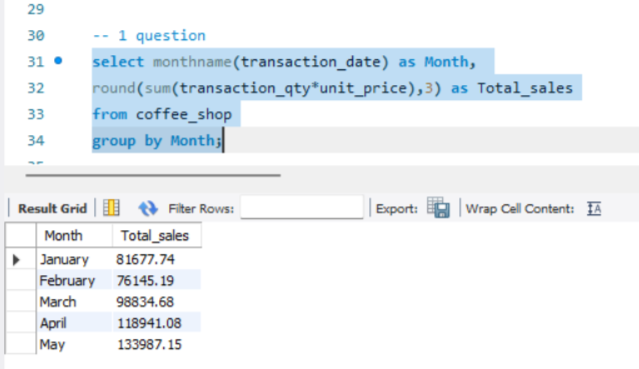 29
30 -- 1 question
31 select monthname(transaction_date) as Month,
32 round(sum(transaction_qty*unit_price),3) as Total_sales
33 from coffee_shop
34 group by Month;
Result Grid Filter Rows: Export: Wrap Cell Content: IA
Month Total_sales
January 81677.74
February 76145.19
March 98834.68
April 118941.08
May 133987.15